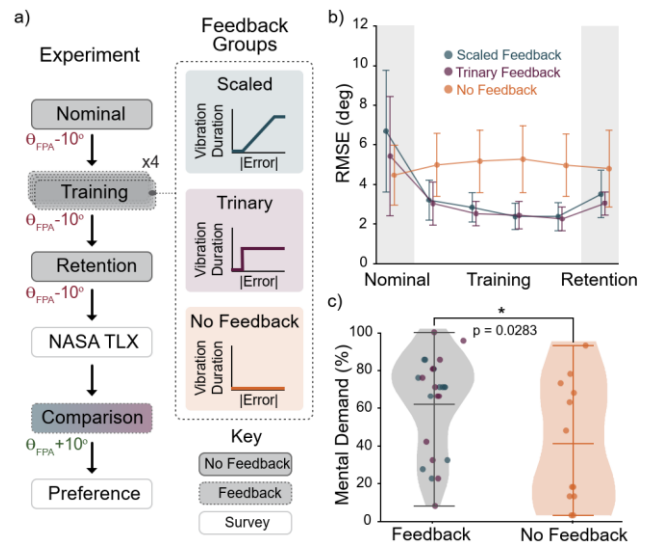 a)
Experiment
Nominal
θFPA-10°
x4
Training
θFPA-10°
Retention
θFPA-10°
NASA TLX
Comparison
θFPA+10°
Preference
Feedback
Groups
Scaled
Vibration
Duration
|Error|
Trinary
Vibration
Duration
|Error|
No Feedback
Vibration
Duration
|Error|
Key
No Feedback
Feedback
Survey
b)
12
10
8
6
4
2
0
RMSE (deg)
Scaled Feedback
Trinary Feedback
No Feedback
Nominal
Training
Retention
c)
*
p = 0.0283
100
80
60
40
20
0
Mental Demand (%)
Feedback
No Feedback